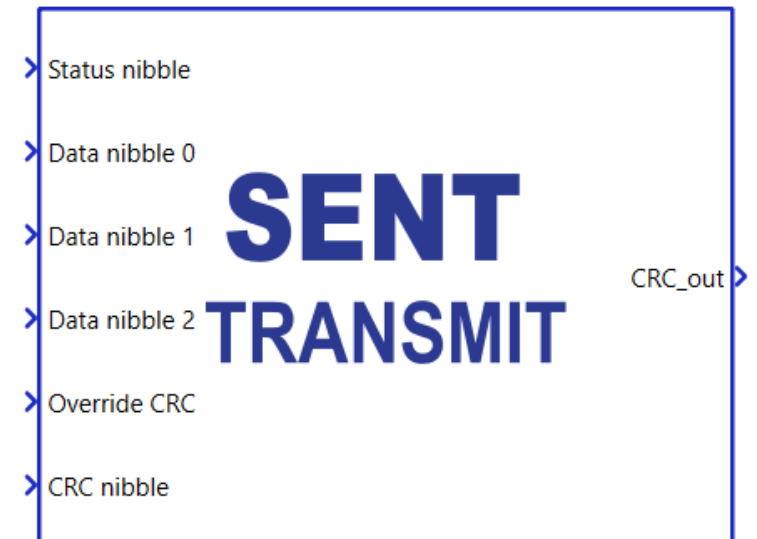 Status nibble
Data nibble 0
Data nibble 1
Data nibble 2
Override CRC
CRC nibble
SENT
TRANSMIT
CRC_out